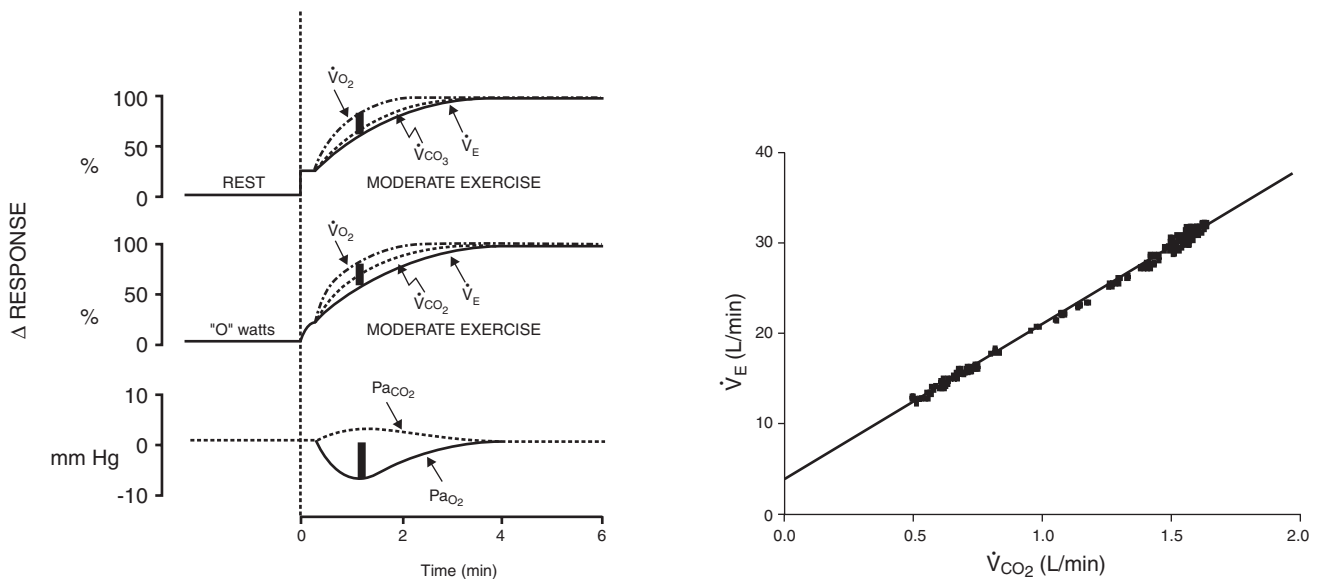 Δ RESPONSE
%
100
50
0
V̇O2
V̇CO3
V̇E
REST
MODERATE EXERCISE
%
100
50
0
V̇O2
V̇CO2
V̇E
"O" watts
MODERATE EXERCISE
mm Hg
10
0
-10
PaCO2
PaO2
0 2 4 6
Time (min)
V̇E (L/min)
40
30
20
10
0
0.0 0.5 1.0 1.5 2.0
V̇CO2 (L/min)